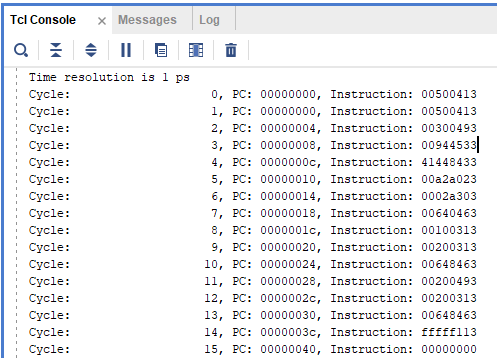 Tcl Console × Messages Log
Time resolution is 1 ps
Cycle: 0, PC: 00000000, Instruction: 00500413
Cycle: 1, PC: 00000000, Instruction: 00500413
Cycle: 2, PC: 00000004, Instruction: 00300493
Cycle: 3, PC: 00000008, Instruction: 00944533
Cycle: 4, PC: 0000000c, Instruction: 41448433
Cycle: 5, PC: 00000010, Instruction: 00a2a023
Cycle: 6, PC: 00000014, Instruction: 0002a303
Cycle: 7, PC: 00000018, Instruction: 00640463
Cycle: 8, PC: 0000001c, Instruction: 00100313
Cycle: 9, PC: 00000020, Instruction: 00200313
Cycle: 10, PC: 00000024, Instruction: 00648463
Cycle: 11, PC: 00000028, Instruction: 00200493
Cycle: 12, PC: 0000002c, Instruction: 00200313
Cycle: 13, PC: 00000030, Instruction: 00648463
Cycle: 14, PC: 0000003c, Instruction: fffff113
Cycle: 15, PC: 00000040, Instruction: 00000000